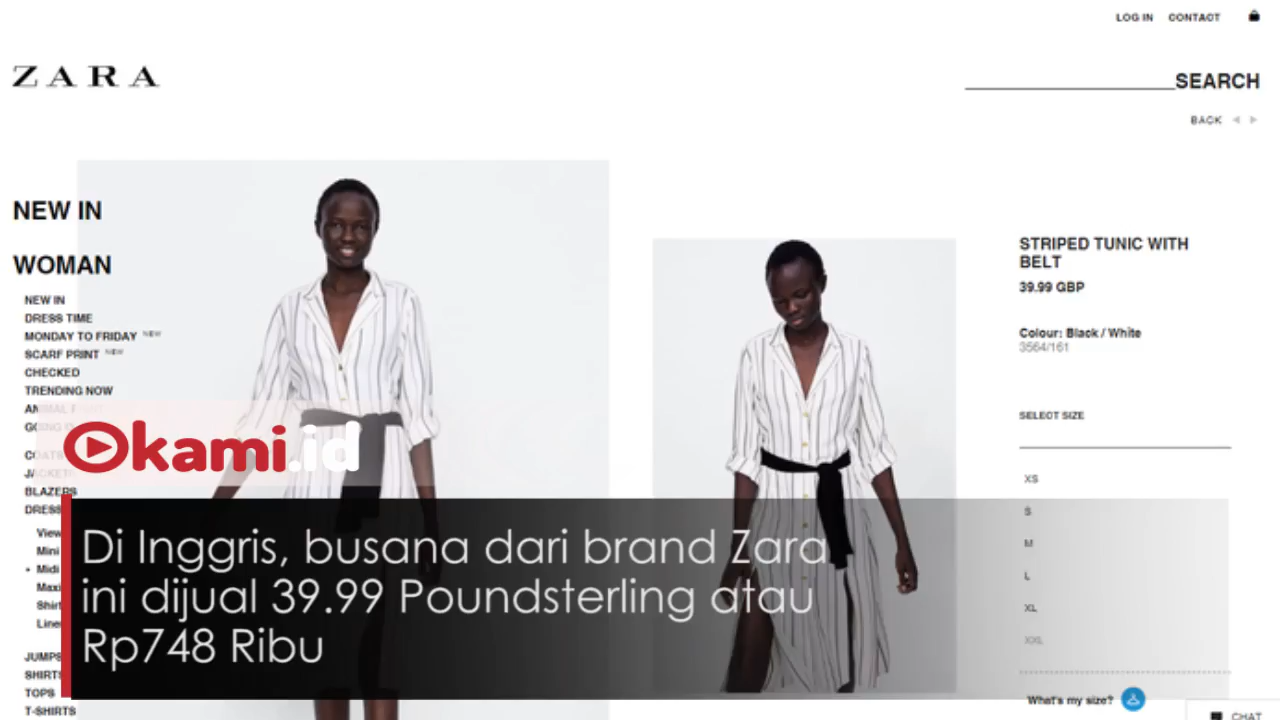 LOG IN CONTACT
ZARA
SEARCH
BACK
NEW IN
WOMAN
NEW IN
DRESS TIME
MONDAY TO FRIDAY NEW
SCARF PRINT NEW
CHECKED
TRENDING NOW
BLAZERS
View
Mini
Midi
STRIPED TUNIC WITH
BELT
39.99 GBP
Colour: Black / White
3564/161
SELECT SIZE
XS
S
M
L
XL
XXL
What's my size?
CHAT
Okami.id
Di Inggris, busana dari brand Zara
ini dijual 39.99 Poundsterling atau
Rp748 Ribu
SHIRTS
TOPS
T-SHIRTS